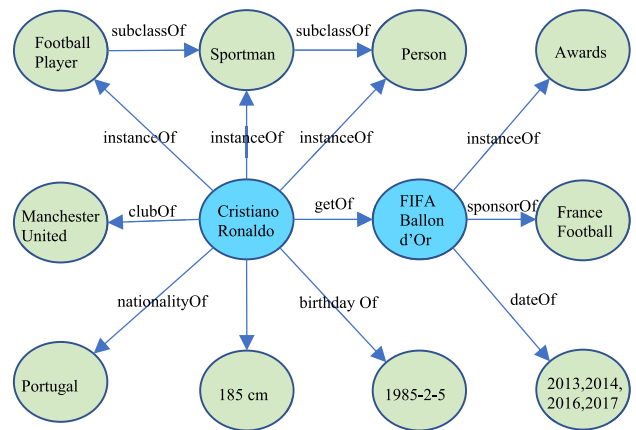 Football
Player
subclassOf
Sportman
subclassOf
Person
Awards
instanceOf
instanceOf
instanceOf
instanceOf
Manchester
United
clubOf
Cristiano
Ronaldo
getOf
FIFA
Ballon
d'Or
sponsorOf
France
Football
nationalityOf
birthday Of
dateOf
Portugal
185 cm
1985-2-5
2013,2014,
2016,2017